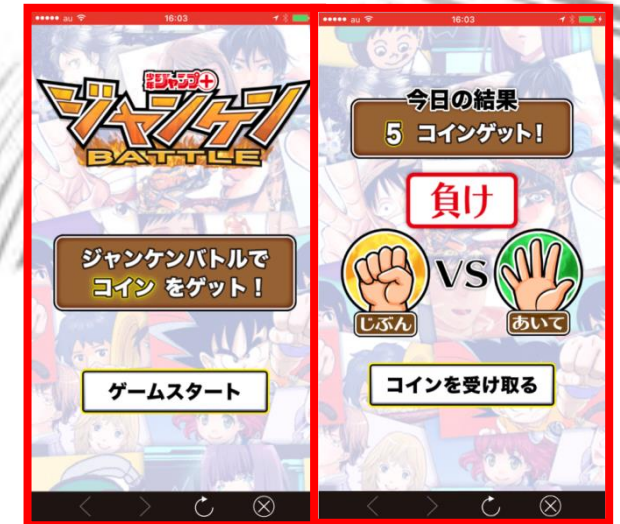 au 16:03
少年ジャンプ+
ジャンケン
BATTLE
ジャンケンバトルで
コイン をゲット！
ゲームスタート
au 16:03
今日の結果
5 コインゲット！
負け
VS
じぶん
あいて
コインを受け取る